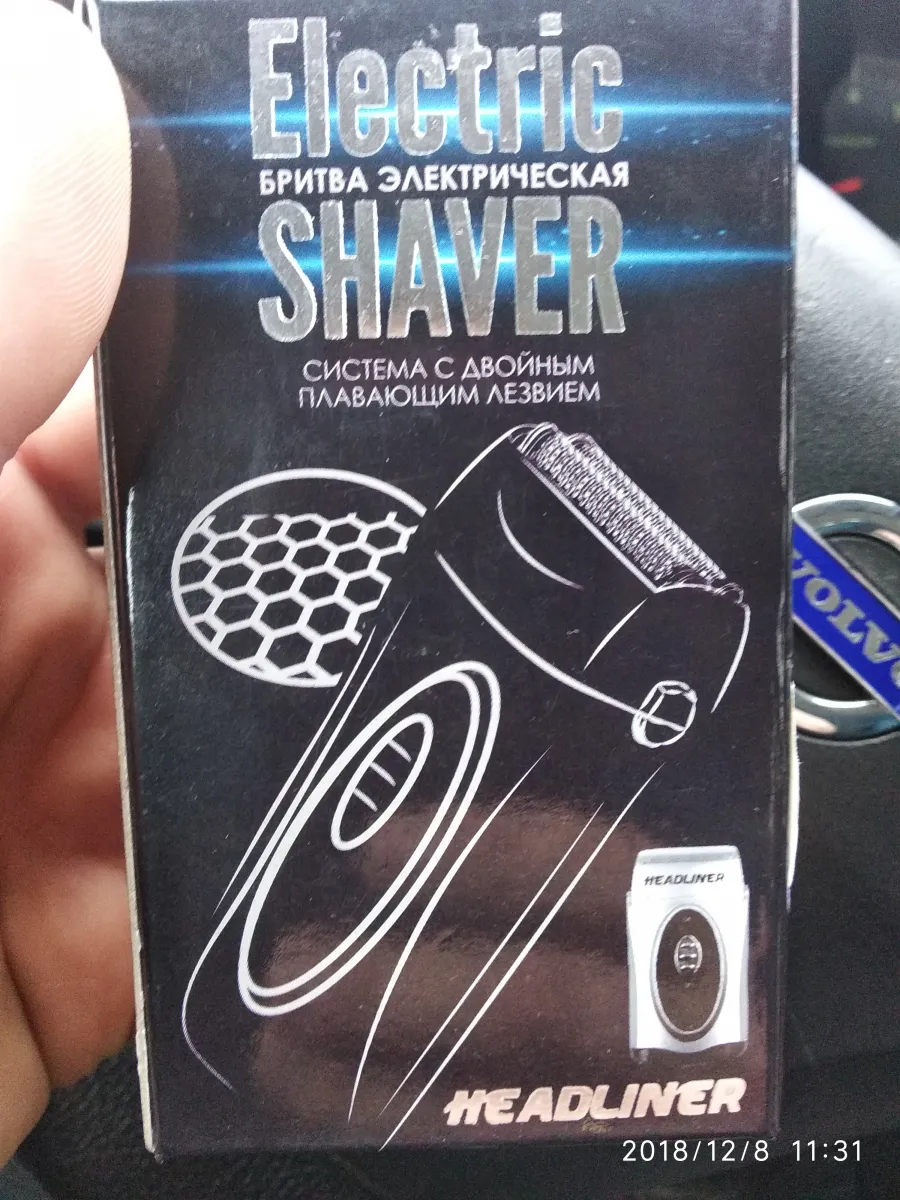 Electric
БРИТВА ЭЛЕКТРИЧЕСКАЯ
SHAVER
СИСТЕМА С ДВОЙНЫМ
ПЛАВАЮЩИМ ЛЕЗВИЕМ
VOLVO
HEADLINER
HEADLINER
2018/12/8 11:31